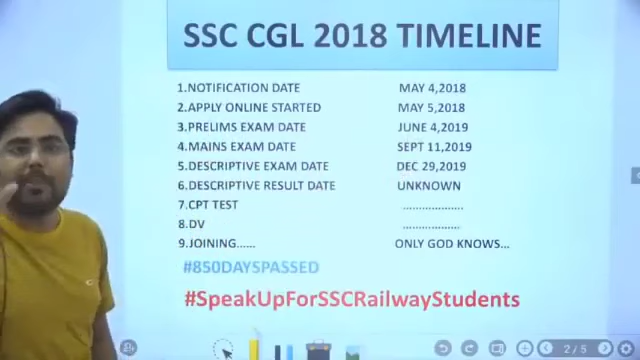 SSC CGL 2018 TIMELINE
1.NOTIFICATION DATE MAY 4,2018
2.APPLY ONLINE STARTED MAY 5,2018
3.PRELIMS EXAM DATE JUNE 4,2019
4.MAINS EXAM DATE SEPT 11,2019
5.DESCRIPTIVE EXAM DATE DEC 29,2019
6.DESCRIPTIVE RESULT DATE UNKNOWN
7.CPT TEST ..................
8.DV .................
9.JOINING...... ONLY GOD KNOWS...
#850DAYSPASSED
#SpeakUpForSSCRailwayStudents
2 / 5